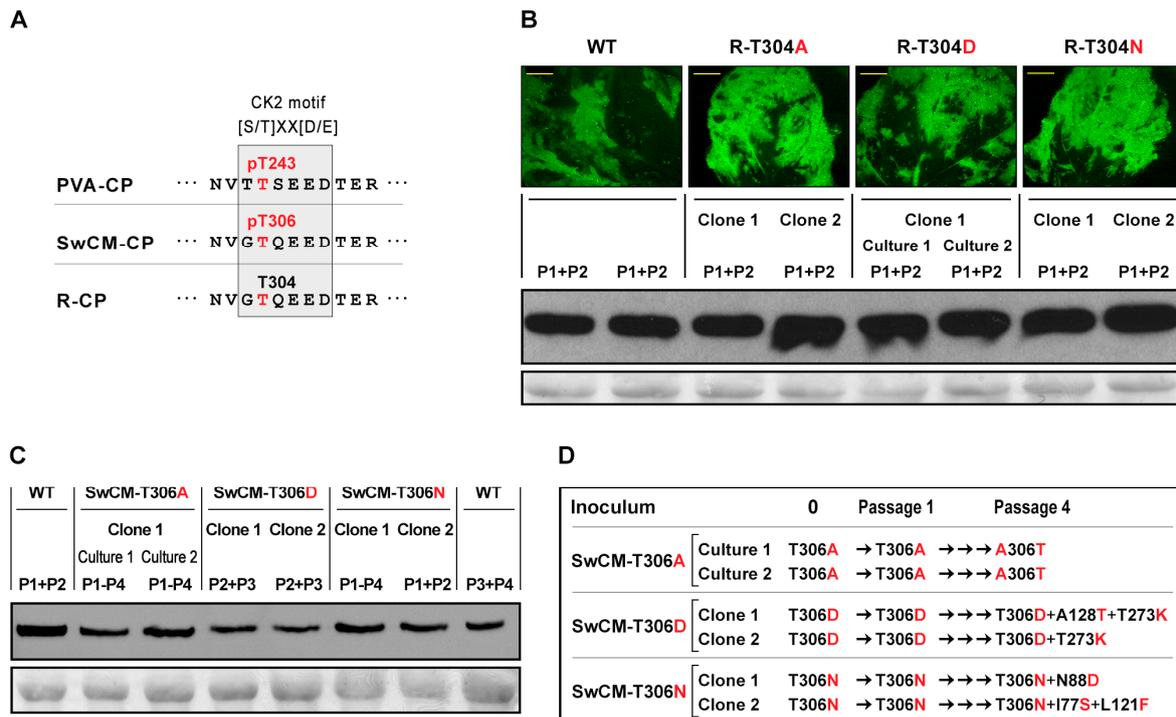 A
CK2 motif
[S/T]XX[D/E]
pT243
PVA-CP ··· NVTTSEEDTER ···
pT306
SwCM-CP ··· NVGTQEEDTER ···
T304
R-CP ··· NVGTQEEDTER ···
B
WT R-T304A R-T304D R-T304N
Clone 1 Clone 2 Clone 1 Clone 1 Clone 2
Culture 1 Culture 2
P1+P2 P1+P2 P1+P2 P1+P2 P1+P2 P1+P2 P1+P2 P1+P2
C
WT SwCM-T306A SwCM-T306D SwCM-T306N WT
Clone 1 Clone 1 Clone 2 Clone 1 Clone 2
Culture 1 Culture 2
P1+P2 P1-P4 P1-P4 P2+P3 P2+P3 P1-P4 P1+P2 P3+P4
D
Inoculum 0 Passage 1 Passage 4
SwCM-T306A
Culture 1 T306A → T306A →→→ A306T
Culture 2 T306A → T306A →→→ A306T
SwCM-T306D
Clone 1 T306D → T306D →→→ T306D+A128T+T273K
Clone 2 T306D → T306D →→→ T306D+T273K
SwCM-T306N
Clone 1 T306N → T306N →→→ T306N+N88D
Clone 2 T306N → T306N →→→ T306N+I77S+L121F